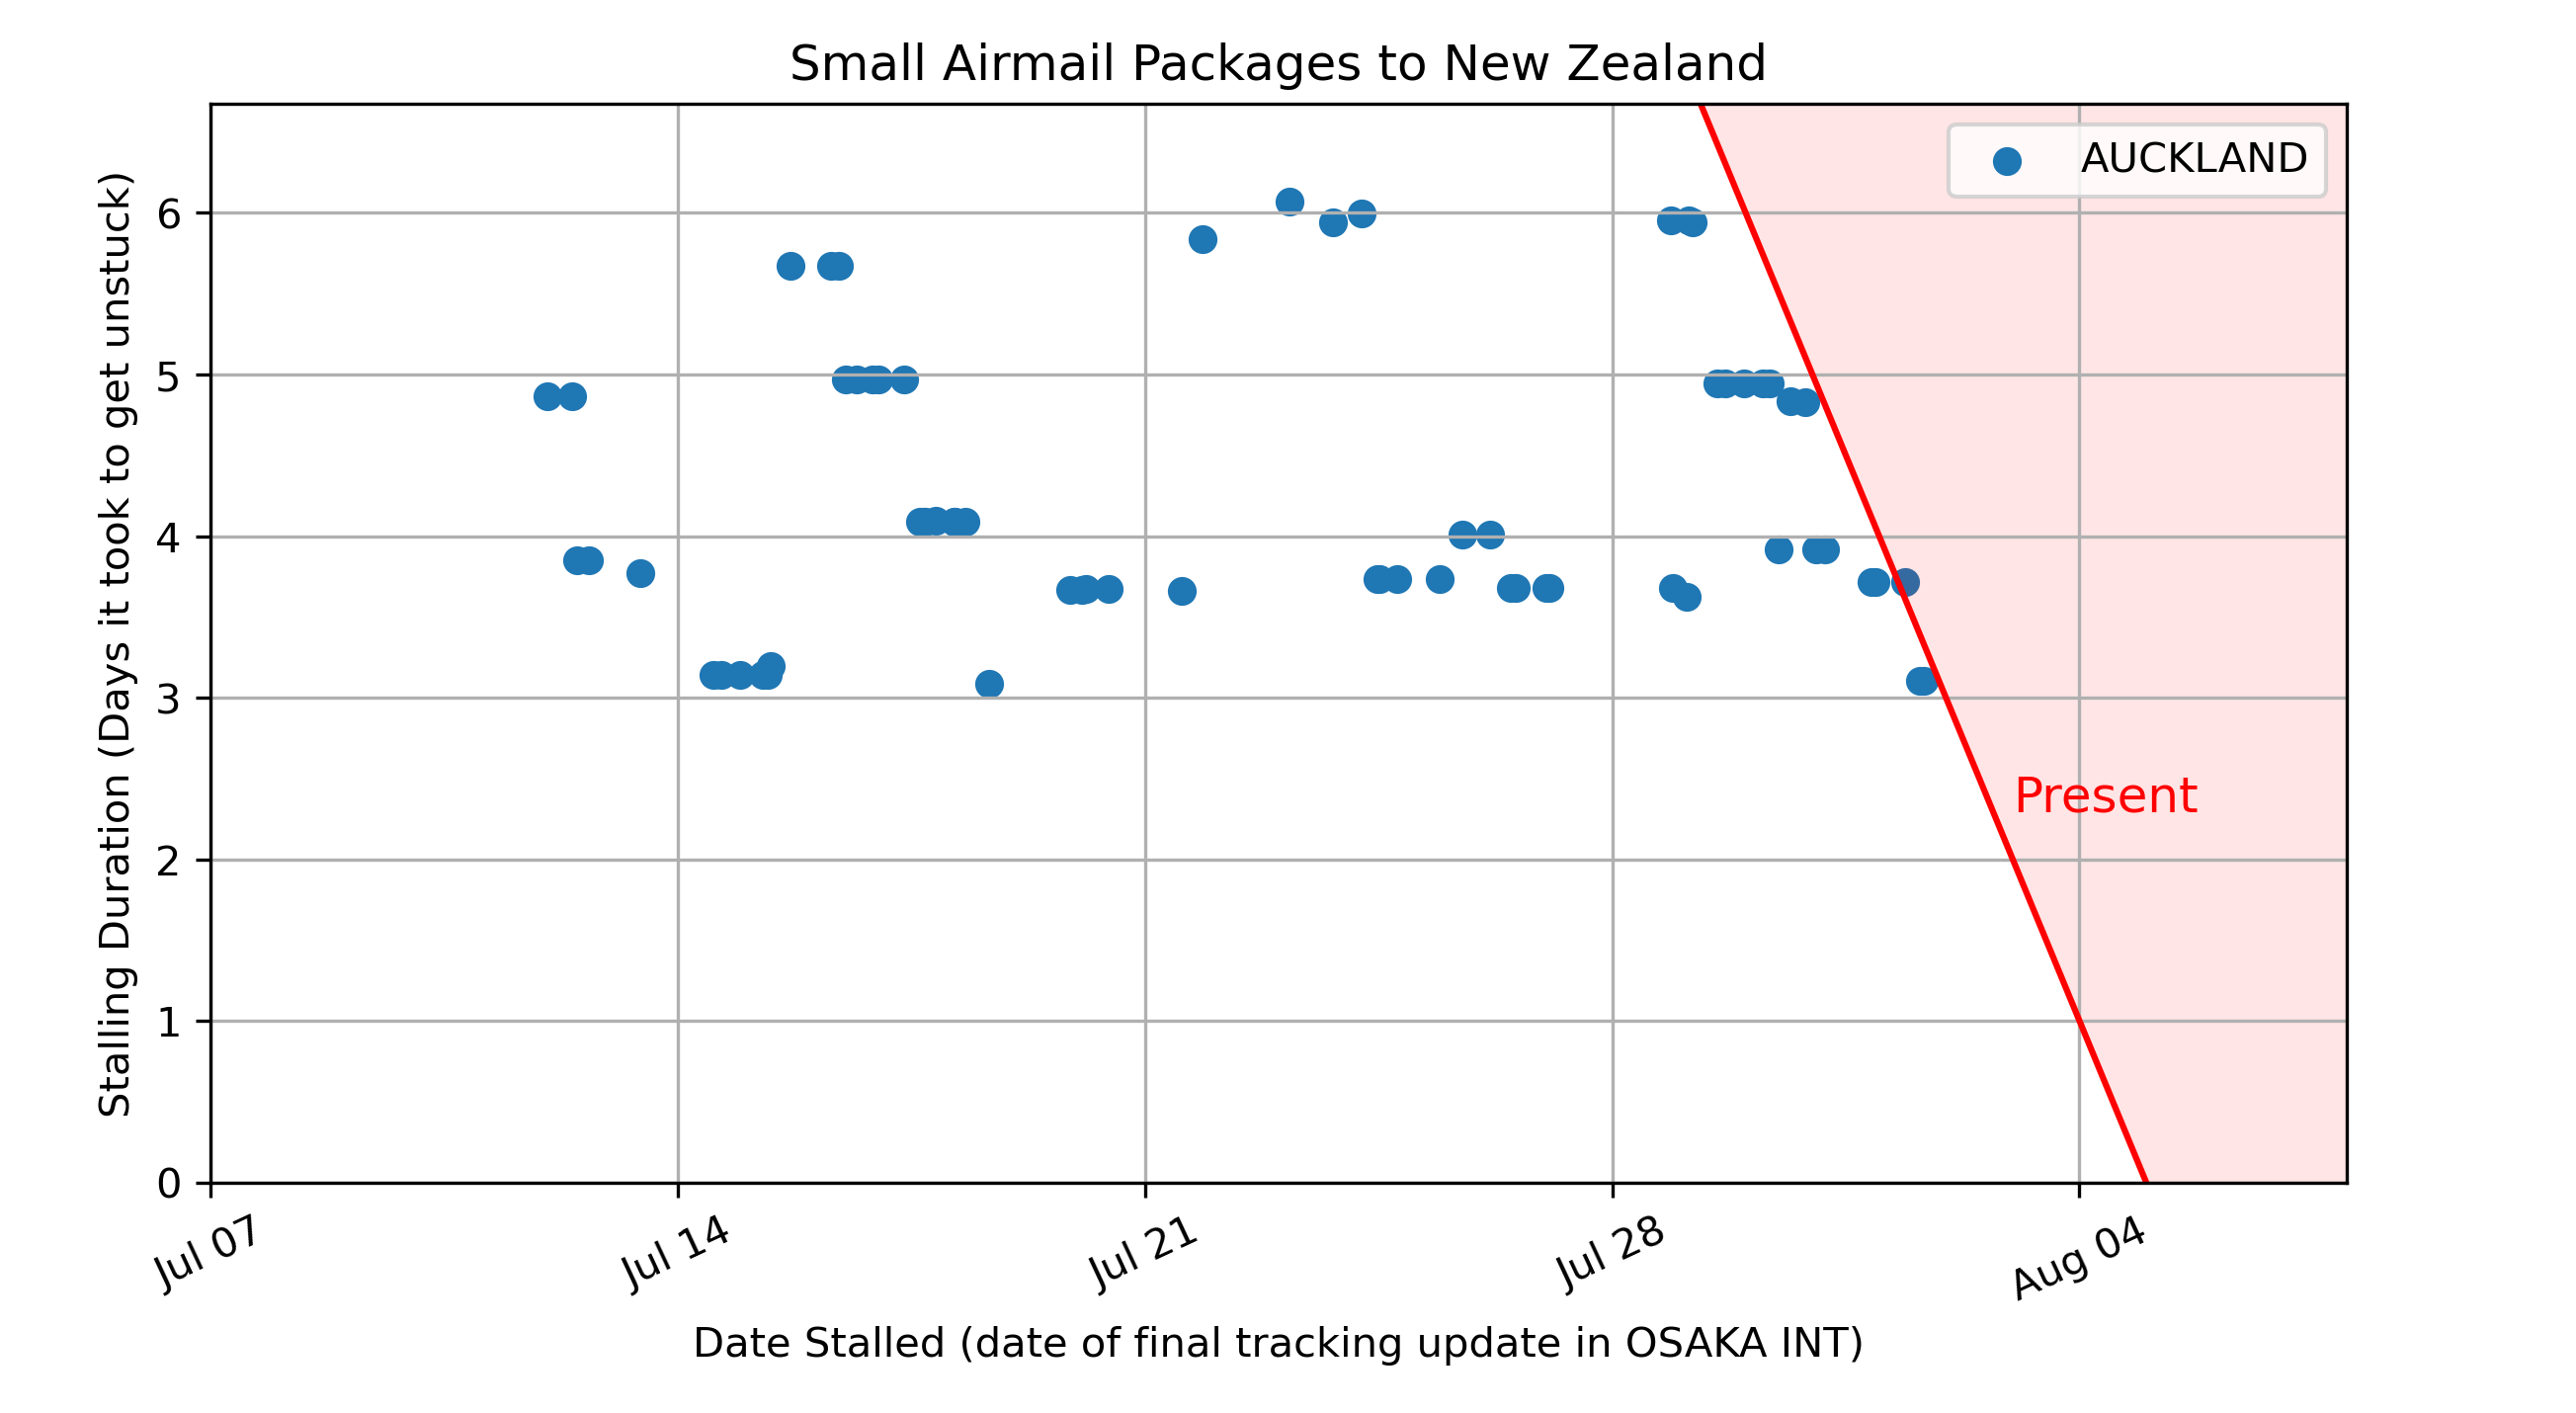 Small Airmail Packages to New Zealand
AUCKLAND
Stalling Duration (Days it took to get unstuck)
6
5
4
3
2
1
0
Present
Jul 07
Jul 14
Jul 21
Jul 28
Aug 04
Date Stalled (date of final tracking update in OSAKA INT)